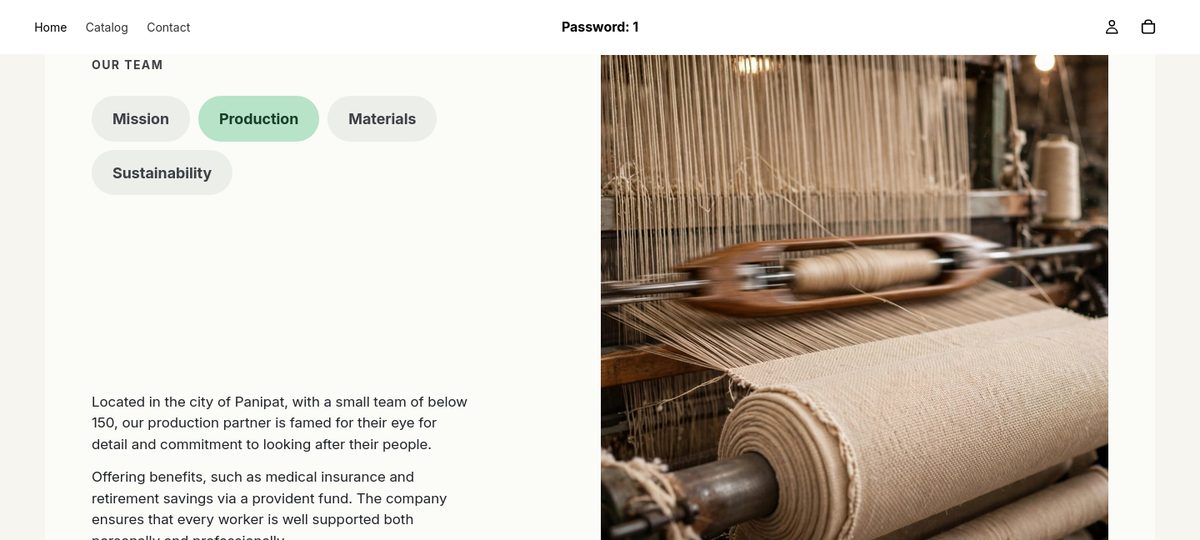 Home Catalog Contact Password: 1
OUR TEAM
Mission Production Materials
Sustainability
Located in the city of Panipat, with a small team of below
150, our production partner is famed for their eye for
detail and commitment to looking after their people.
Offering benefits, such as medical insurance and
retirement savings via a provident fund. The company
ensures that every worker is well supported both
personally and professionally.